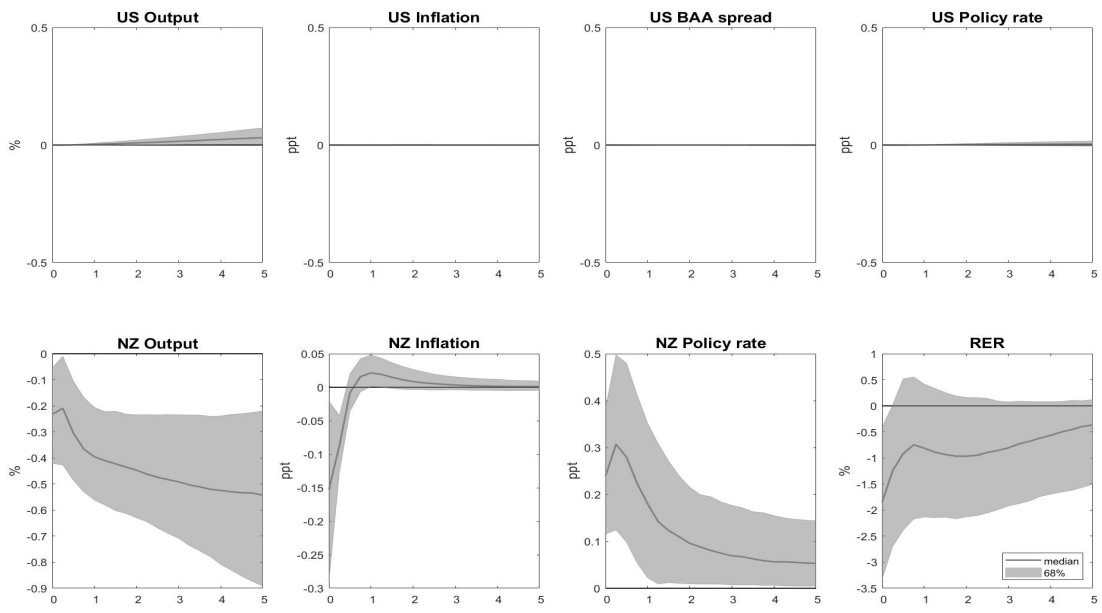 US Output
US Inflation
US BAA spread
US Policy rate
0.5
0.5
0.5
0.5
%
0
ppt
0
ppt
0
ppt
0
-0.5
-0.5
-0.5
-0.5
0 1 2 3 4 5
0 1 2 3 4 5
0 1 2 3 4 5
0 1 2 3 4 5
NZ Output
0
-0.1
-0.2
-0.3
-0.4
-0.5
-0.6
-0.7
-0.8
-0.9
%
0 1 2 3 4 5
NZ Inflation
0.05
0
-0.05
-0.1
-0.15
-0.2
-0.25
-0.3
ppt
0 1 2 3 4 5
NZ Policy rate
0.5
0.4
0.3
0.2
0.1
0
ppt
0 1 2 3 4 5
RER
1
0.5
0
-0.5
-1
-1.5
-2
-2.5
-3
-3.5
%
0 1 2 3 4 5
median
68%